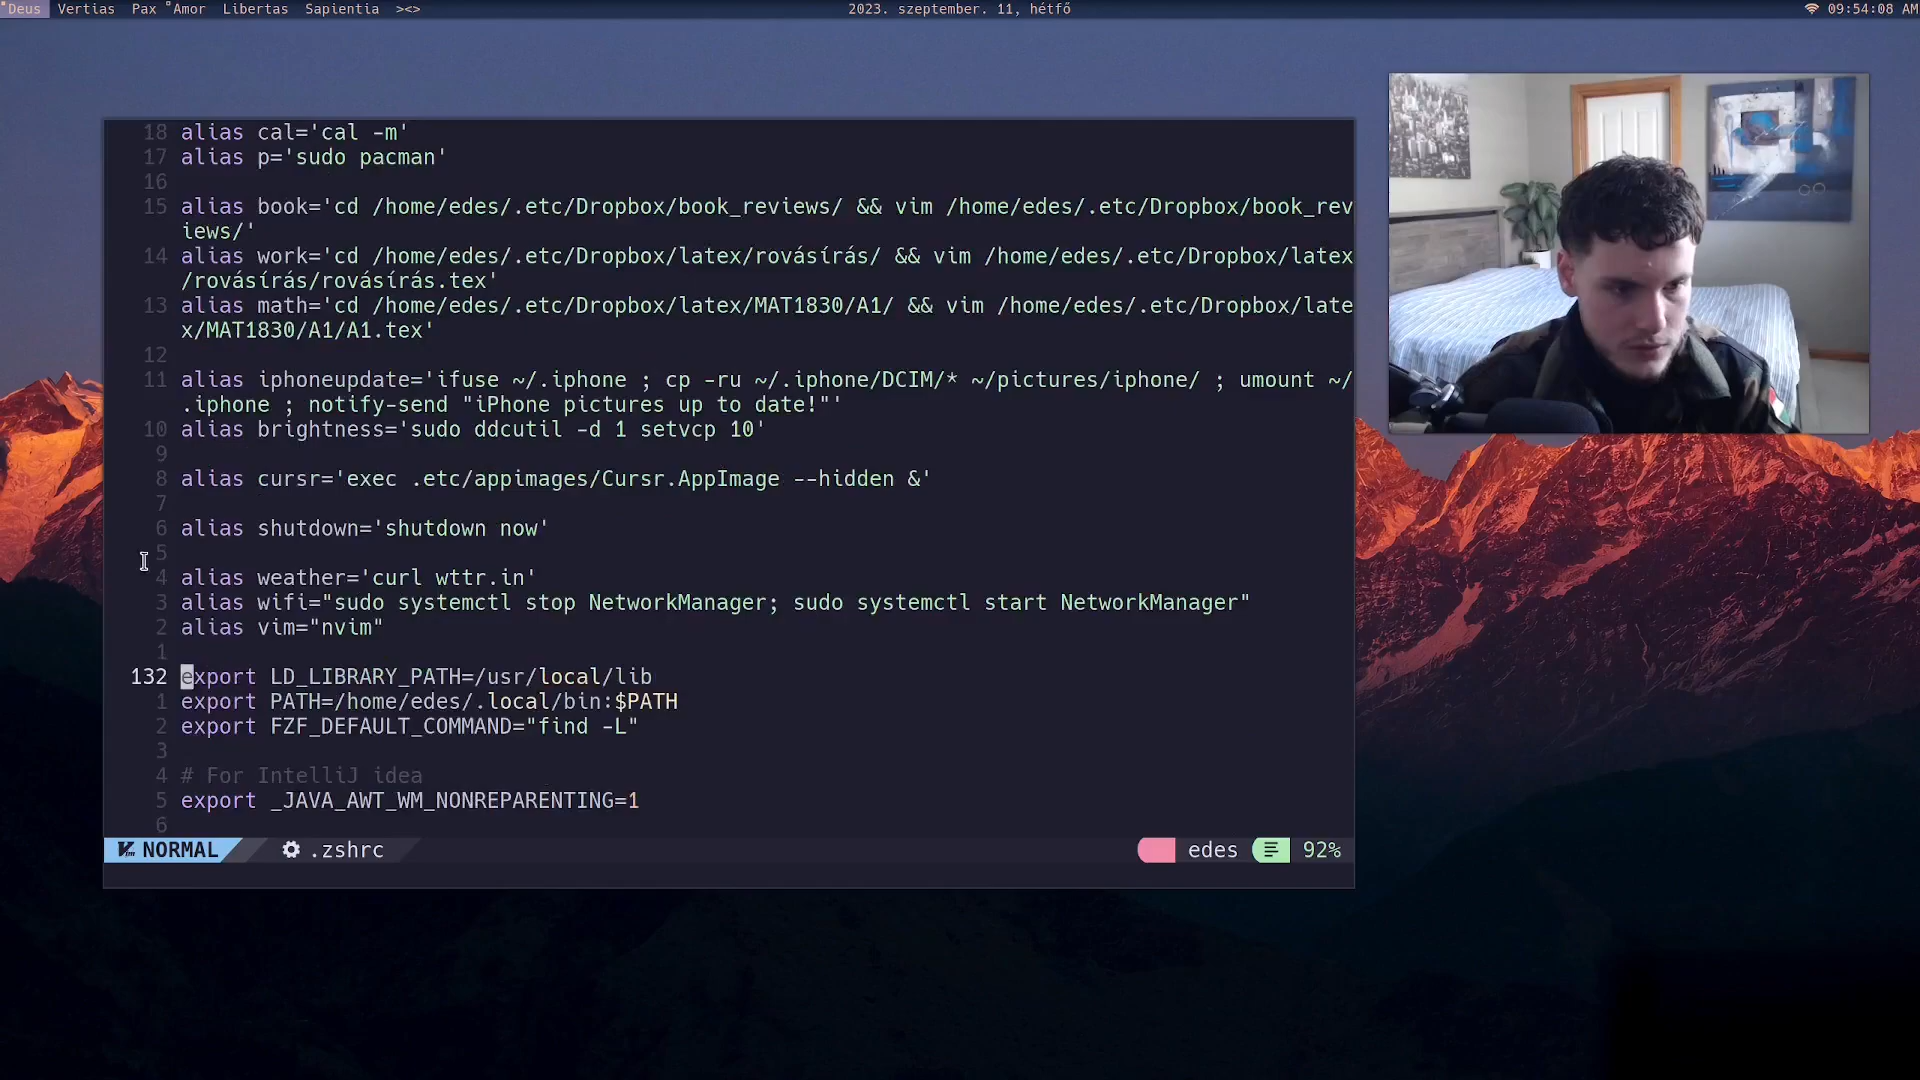 Deus Vertias Pax Amor Libertas Sapientia ><>
2023. szeptember. 11, hétfő
09:54:08 AM
18 alias cal='cal -m'
17 alias p='sudo pacman'
16
15 alias book='cd /home/edes/.etc/Dropbox/book_reviews/ && vim /home/edes/.etc/Dropbox/book_rev
iews/'
14 alias work='cd /home/edes/.etc/Dropbox/latex/rovásírás/ && vim /home/edes/.etc/Dropbox/latex
/rovásírás/rovásírás.tex'
13 alias math='cd /home/edes/.etc/Dropbox/latex/MAT1830/A1/ && vim /home/edes/.etc/Dropbox/late
x/MAT1830/A1/A1.tex'
12
11 alias iphoneupdate='ifuse ~/.iphone ; cp -ru ~/.iphone/DCIM/* ~/pictures/iphone/ ; umount ~/
.iphone ; notify-send "iPhone pictures up to date!"'
10 alias brightness='sudo ddcutil -d 1 setvcp 10'
9
8 alias cursr='exec .etc/appimages/Cursr.AppImage --hidden &'
7
6 alias shutdown='shutdown now'
5
4 alias weather='curl wttr.in'
3 alias wifi="sudo systemctl stop NetworkManager; sudo systemctl start NetworkManager"
2 alias vim="nvim"
1
132 export LD_LIBRARY_PATH=/usr/local/lib
1 export PATH=/home/edes/.local/bin:$PATH
2 export FZF_DEFAULT_COMMAND="find -L"
3
4 # For IntelliJ idea
5 export _JAVA_AWT_WM_NONREPARENTING=1
6
NORMAL .zshrc edes 92%